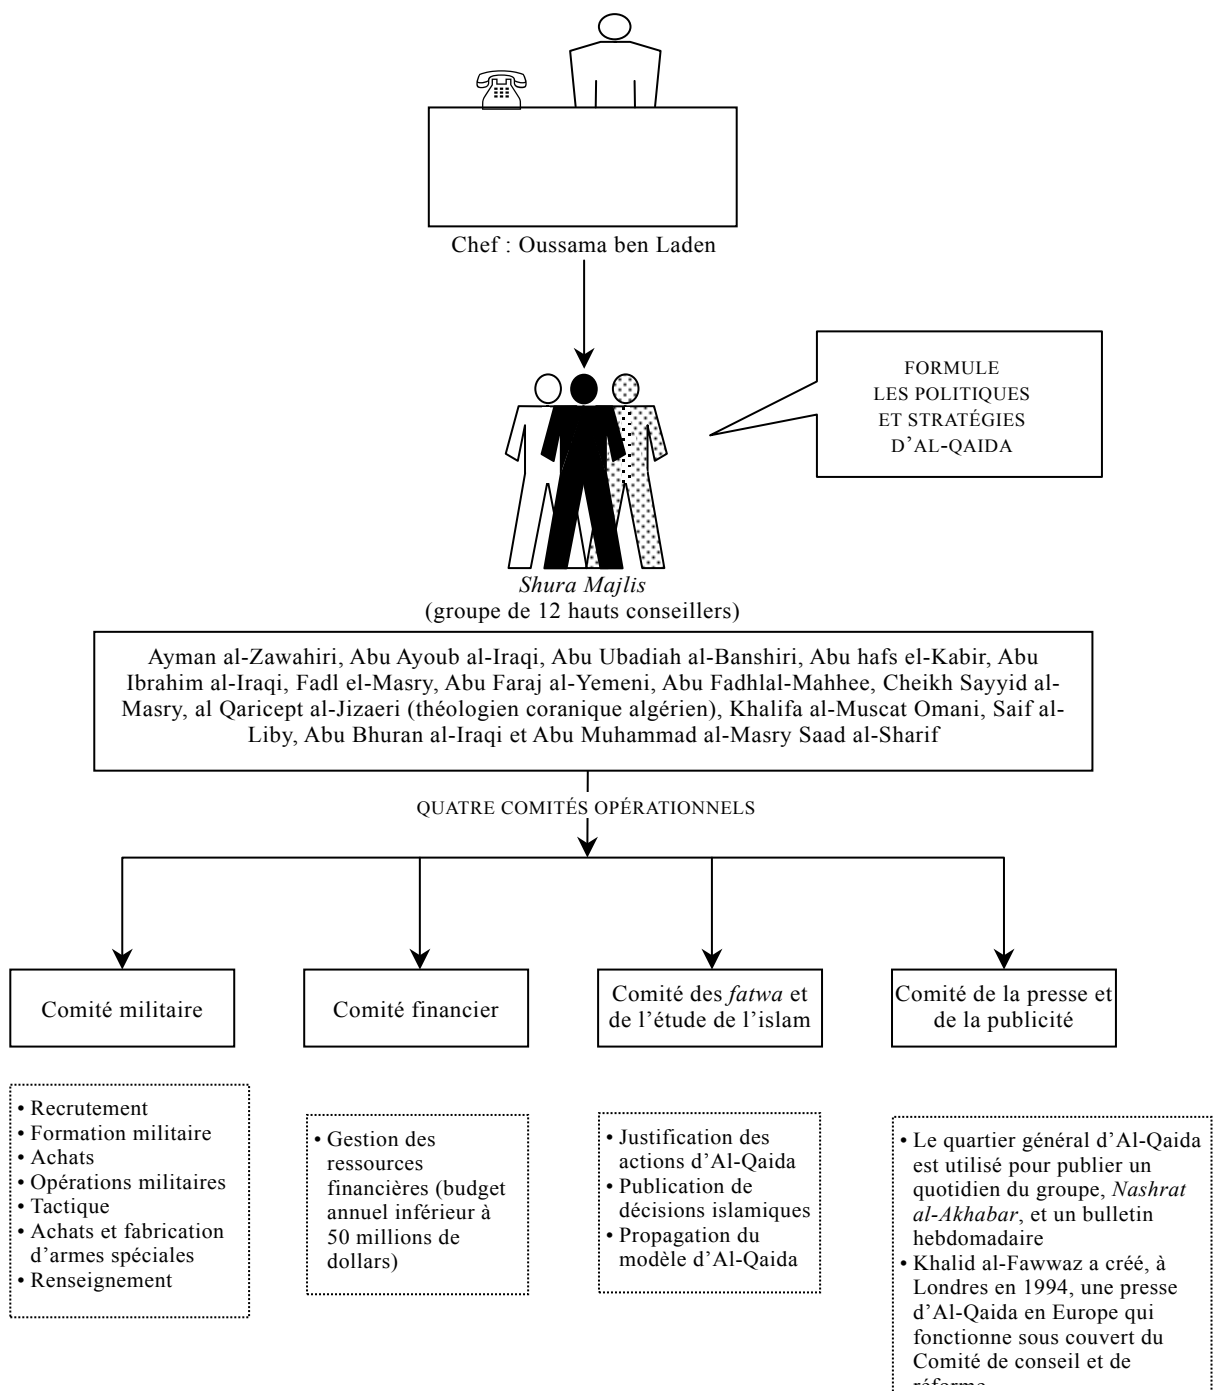 Chef : Oussama ben Laden
FORMULE
LES POLITIQUES
ET STRATÉGIES
D’AL-QAIDA
Shura Majlis
(groupe de 12 hauts conseillers)
Ayman al-Zawahiri, Abu Ayoub al-Iraqi, Abu Ubadiah al-Banshiri, Abu hafs el-Kabir, Abu
Ibrahim al-Iraqi, Fadl el-Masry, Abu Faraj al-Yemeni, Abu Fadhlal-Mahhee, Cheikh Sayyid al-
Masry, al Qaricept al-Jizaeri (théologien coranique algérien), Khalifa al-Muscat Omani, Saif al-
Liby, Abu Bhuran al-Iraqi et Abu Muhammad al-Masry Saad al-Sharif
QUATRE COMITÉS OPÉRATIONNELS
Comité militaire
Comité financier
Comité des fatwa et
de l’étude de l’islam
Comité de la presse et
de la publicité
• Recrutement
• Formation militaire
• Achats
• Opérations militaires
• Tactique
• Achats et fabrication
d’armes spéciales
• Renseignement
• Gestion des
ressources
financières (budget
annuel inférieur à
50 millions de
dollars)
• Justification des
actions d’Al-Qaida
• Publication de
décisions islamiques
• Propagation du
modèle d’Al-Qaida
• Le quartier général d’Al-Qaida
est utilisé pour publier un
quotidien du groupe, Nashrat
al-Akhabar, et un bulletin
hebdomadaire
• Khalid al-Fawwaz a créé, à
Londres en 1994, une presse
d’Al-Qaida en Europe qui
fonctionne sous couvert du
Comité de conseil et de